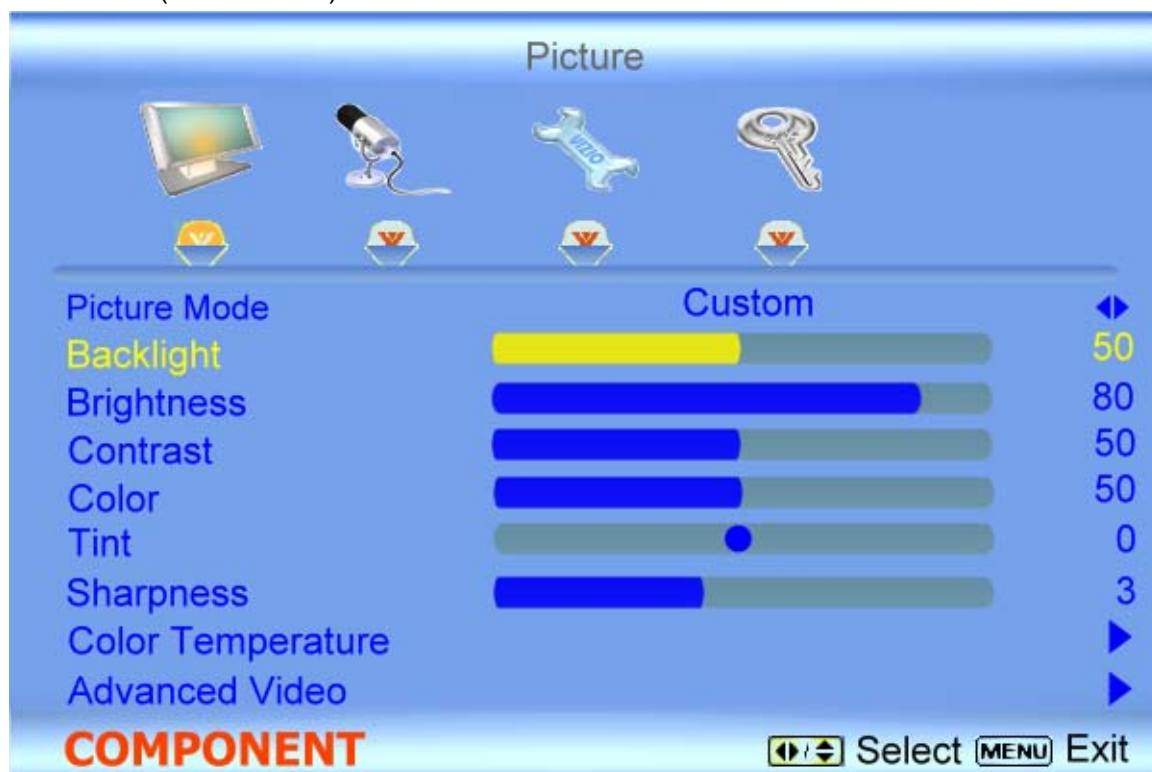 Picture
VIZIO
Picture Mode Custom
Backlight 50
Brightness 80
Contrast 50
Color 50
Tint 0
Sharpness 3
Color Temperature
Advanced Video
COMPONENT Select MENU Exit